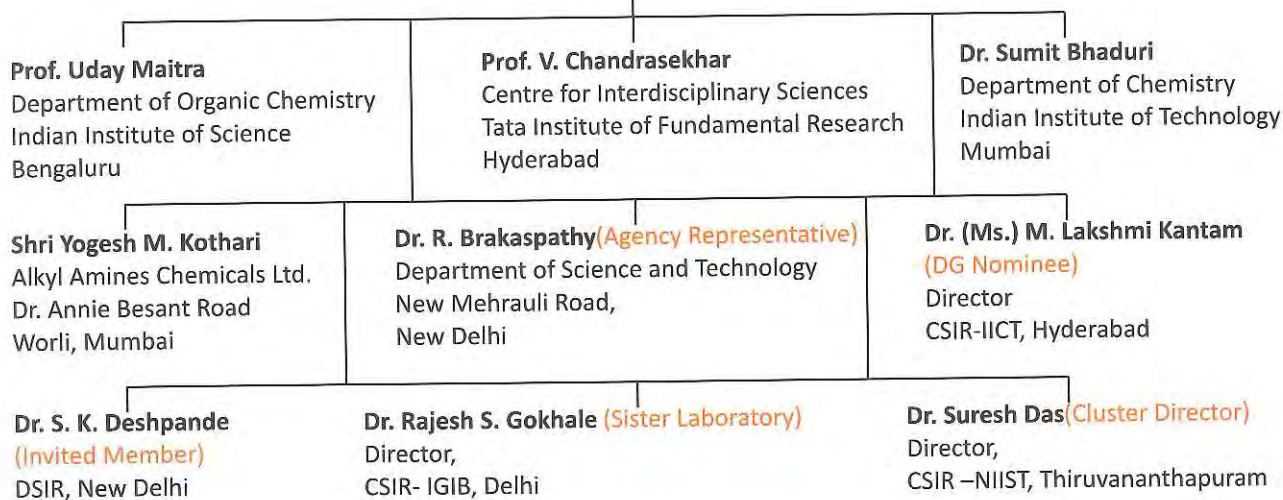 Prof. Uday Maitra
Department of Organic Chemistry
Indian Institute of Science
Bengaluru
Prof. V. Chandrasekhar
Centre for Interdisciplinary Sciences
Tata Institute of Fundamental Research
Hyderabad
Dr. Sumit Bhaduri
Department of Chemistry
Indian Institute of Technology
Mumbai
Shri Yogesh M. Kothari
Alkyl Amines Chemicals Ltd.
Dr. Annie Besant Road
Worli, Mumbai
Dr. R. Brakaspathy(Agency Representative)
Department of Science and Technology
New Mehrauli Road,
New Delhi
Dr. (Ms.) M. Lakshmi Kantam
(DG Nominee)
Director
CSIR-IICT, Hyderabad
Dr. S. K. Deshpande
(Invited Member)
DSIR, New Delhi
Dr. Rajesh S. Gokhale (Sister Laboratory)
Director,
CSIR- IGIB, Delhi
Dr. Suresh Das(Cluster Director)
Director,
CSIR –NIIST, Thiruvananthapuram